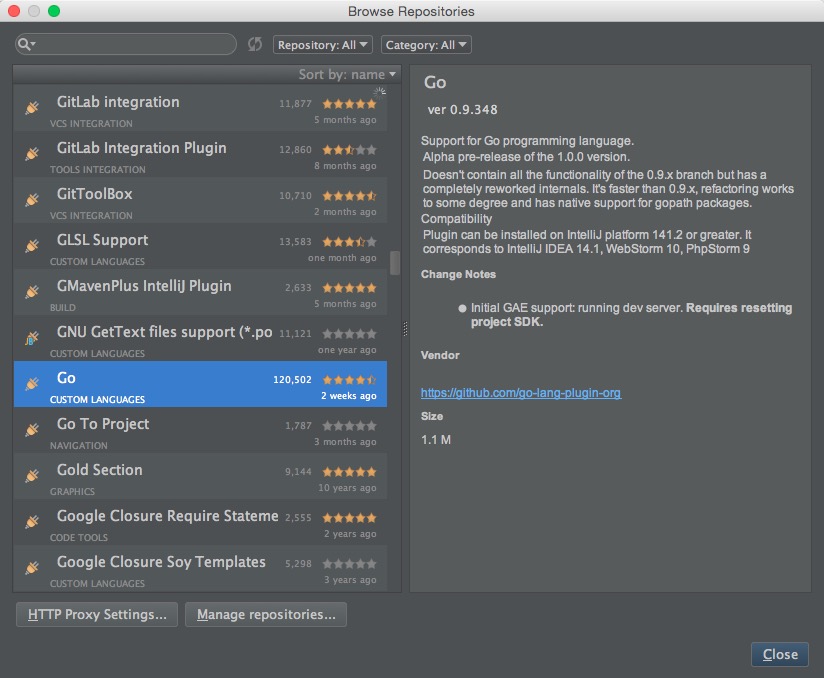 Browse Repositories
Repository: All
Category: All
Sort by: name
GitLab integration 11,877
VCS INTEGRATION 5 months ago
GitLab Integration Plugin 12,860
TOOLS INTEGRATION 8 months ago
GitToolBox 10,710
VCS INTEGRATION 2 months ago
GLSL Support 13,583
CUSTOM LANGUAGES one month ago
GMavenPlus IntelliJ Plugin 2,633
BUILD 5 months ago
GNU GetText files support (*.po 11,121
CUSTOM LANGUAGES one year ago
Go 120,502
CUSTOM LANGUAGES 2 weeks ago
Go To Project 1,787
NAVIGATION 3 months ago
Gold Section 9,144
GRAPHICS 10 years ago
Google Closure Require Stateme 2,555
CODE TOOLS 2 years ago
Google Closure Soy Templates 5,298
CUSTOM LANGUAGES 3 years ago
Go
ver 0.9.348
Support for Go programming language.
Alpha pre-release of the 1.0.0 version.
Doesn't contain all the functionality of the 0.9.x branch but has a
completely reworked internals. It's faster than 0.9.x, refactoring works
to some degree and has native support for gopath packages.
Compatibility
Plugin can be installed on IntelliJ platform 141.2 or greater. It
corresponds to IntelliJ IDEA 14.1, WebStorm 10, PhpStorm 9
Change Notes
Initial GAE support: running dev server. Requires resetting
project SDK.
Vendor
https://github.com/go-lang-plugin-org
Size
1.1 M
HTTP Proxy Settings...
Manage repositories...
Close